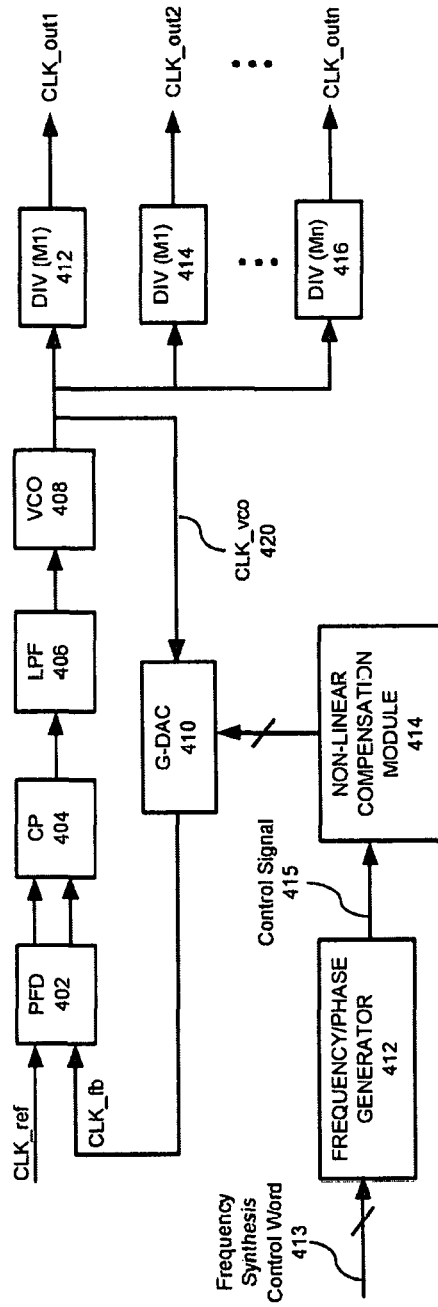 CLK_ref
CLK_fb
PFD
402
CP
404
LPF
406
VCO
408
CLK_vco
420
G-DAC
410
DIV (M1)
412
CLK_out1
DIV (M1)
414
CLK_out2
DIV (Mn)
416
CLK_outn
Frequency
Synthesis
Control Word
413
FREQUENCY/PHASE
GENERATOR
412
Control Signal
415
NON-LINEAR
COMPENSATION
MODULE
414